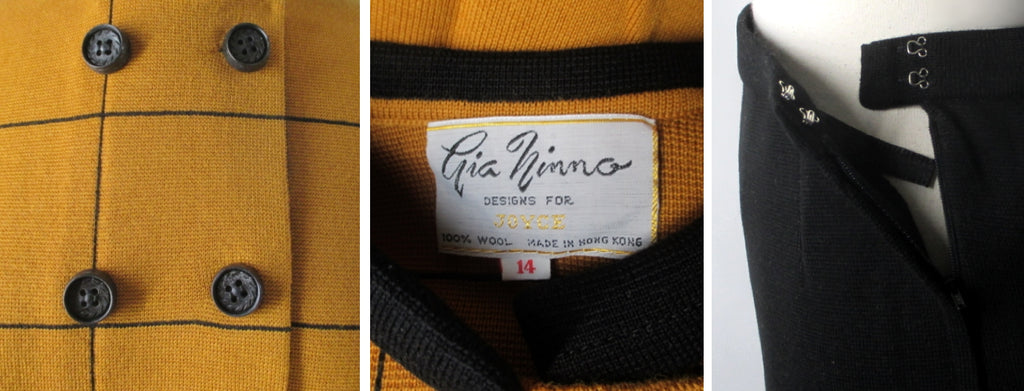 Gia Ninno
DESIGNS FOR
JOYCE
100% WOOL MADE IN HONG KONG
14